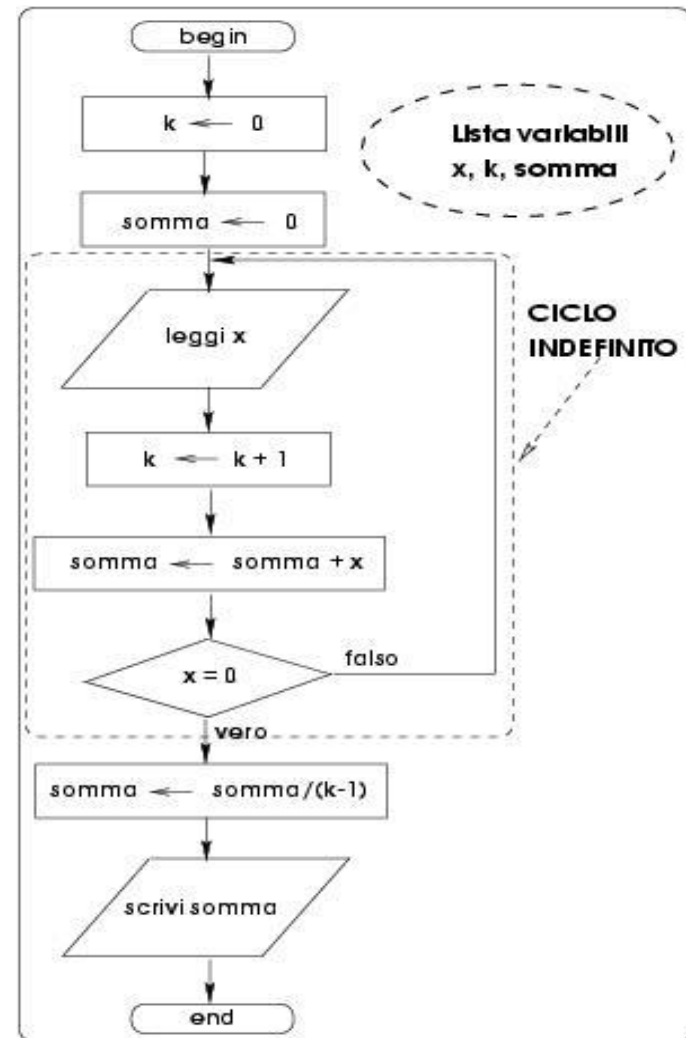 begin
k ← 0
Lista variabili
x, k, somma
somma ← 0
leggi x
CICLO
INDEFINITO
k ← k + 1
somma ← somma + x
x = 0
falso
vero
somma ← somma/(k-1)
scrivi somma
end